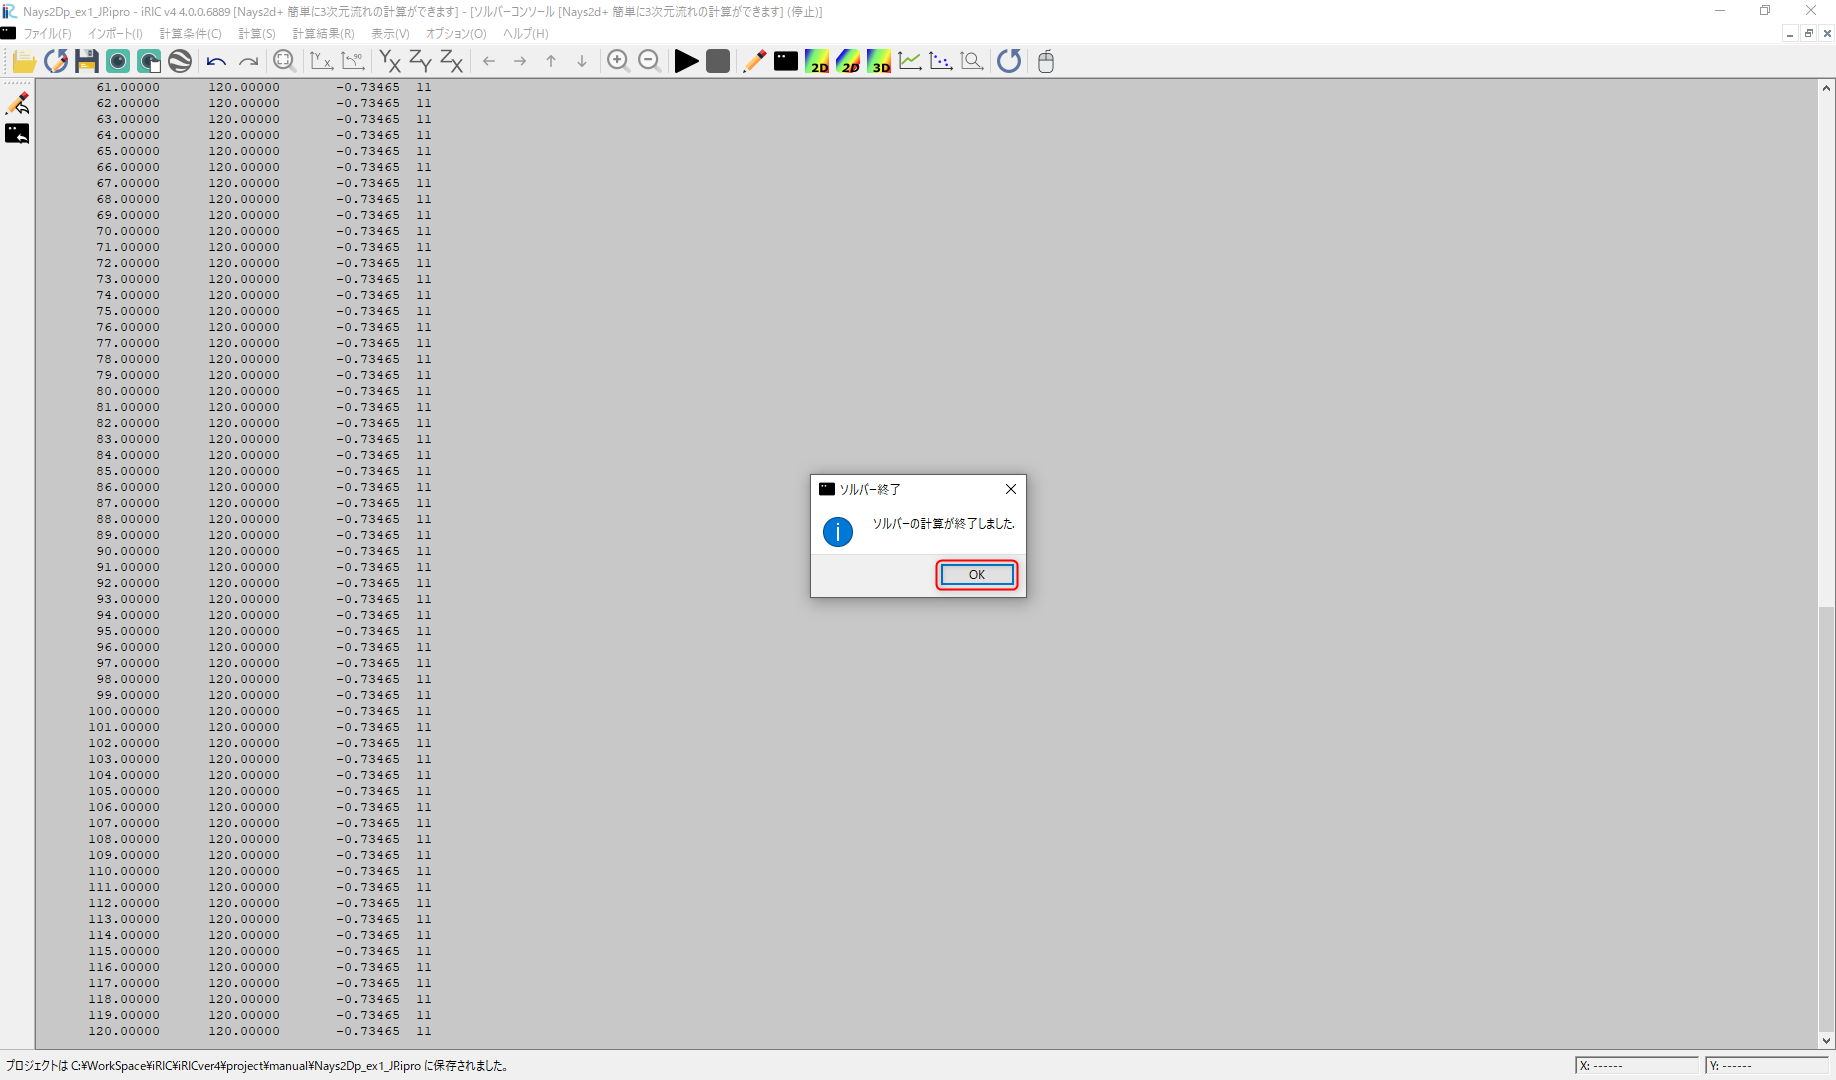 Nays2Dp_ex1_JP.ipro - iRIC v4 4.0.0.6889 [Nays2d+ 簡単に3次元流れの計算ができます] - [ソルバーコンソール [Nays2d+ 簡単に3次元流れの計算ができます] (停止)]
ファイル(F) インポート(I) 計算条件(C) 計算(S) 計算結果(R) 表示(V) オプション(O) ヘルプ(H)
Y X -90 YX ZY ZX 2D 2D 3D
61.00000 120.00000 -0.73465 11
62.00000 120.00000 -0.73465 11
63.00000 120.00000 -0.73465 11
64.00000 120.00000 -0.73465 11
65.00000 120.00000 -0.73465 11
66.00000 120.00000 -0.73465 11
67.00000 120.00000 -0.73465 11
68.00000 120.00000 -0.73465 11
69.00000 120.00000 -0.73465 11
70.00000 120.00000 -0.73465 11
71.00000 120.00000 -0.73465 11
72.00000 120.00000 -0.73465 11
73.00000 120.00000 -0.73465 11
74.00000 120.00000 -0.73465 11
75.00000 120.00000 -0.73465 11
76.00000 120.00000 -0.73465 11
77.00000 120.00000 -0.73465 11
78.00000 120.00000 -0.73465 11
79.00000 120.00000 -0.73465 11
80.00000 120.00000 -0.73465 11
81.00000 120.00000 -0.73465 11
82.00000 120.00000 -0.73465 11
83.00000 120.00000 -0.73465 11
84.00000 120.00000 -0.73465 11
85.00000 120.00000 -0.73465 11
86.00000 120.00000 -0.73465 11
87.00000 120.00000 -0.73465 11
88.00000 120.00000 -0.73465 11
89.00000 120.00000 -0.73465 11
90.00000 120.00000 -0.73465 11
91.00000 120.00000 -0.73465 11
92.00000 120.00000 -0.73465 11
93.00000 120.00000 -0.73465 11
94.00000 120.00000 -0.73465 11
95.00000 120.00000 -0.73465 11
96.00000 120.00000 -0.73465 11
97.00000 120.00000 -0.73465 11
98.00000 120.00000 -0.73465 11
99.00000 120.00000 -0.73465 11
100.00000 120.00000 -0.73465 11
101.00000 120.00000 -0.73465 11
102.00000 120.00000 -0.73465 11
103.00000 120.00000 -0.73465 11
104.00000 120.00000 -0.73465 11
105.00000 120.00000 -0.73465 11
106.00000 120.00000 -0.73465 11
107.00000 120.00000 -0.73465 11
108.00000 120.00000 -0.73465 11
109.00000 120.00000 -0.73465 11
110.00000 120.00000 -0.73465 11
111.00000 120.00000 -0.73465 11
112.00000 120.00000 -0.73465 11
113.00000 120.00000 -0.73465 11
114.00000 120.00000 -0.73465 11
115.00000 120.00000 -0.73465 11
116.00000 120.00000 -0.73465 11
117.00000 120.00000 -0.73465 11
118.00000 120.00000 -0.73465 11
119.00000 120.00000 -0.73465 11
120.00000 120.00000 -0.73465 11
ソルバー終了
ソルバーの計算が終了しました.
OK
プロジェクトは C:¥WorkSpace¥iRIC¥iRICver4¥project¥manual¥Nays2Dp_ex1_JP.ipro に保存されました。
X: ------ Y: ------